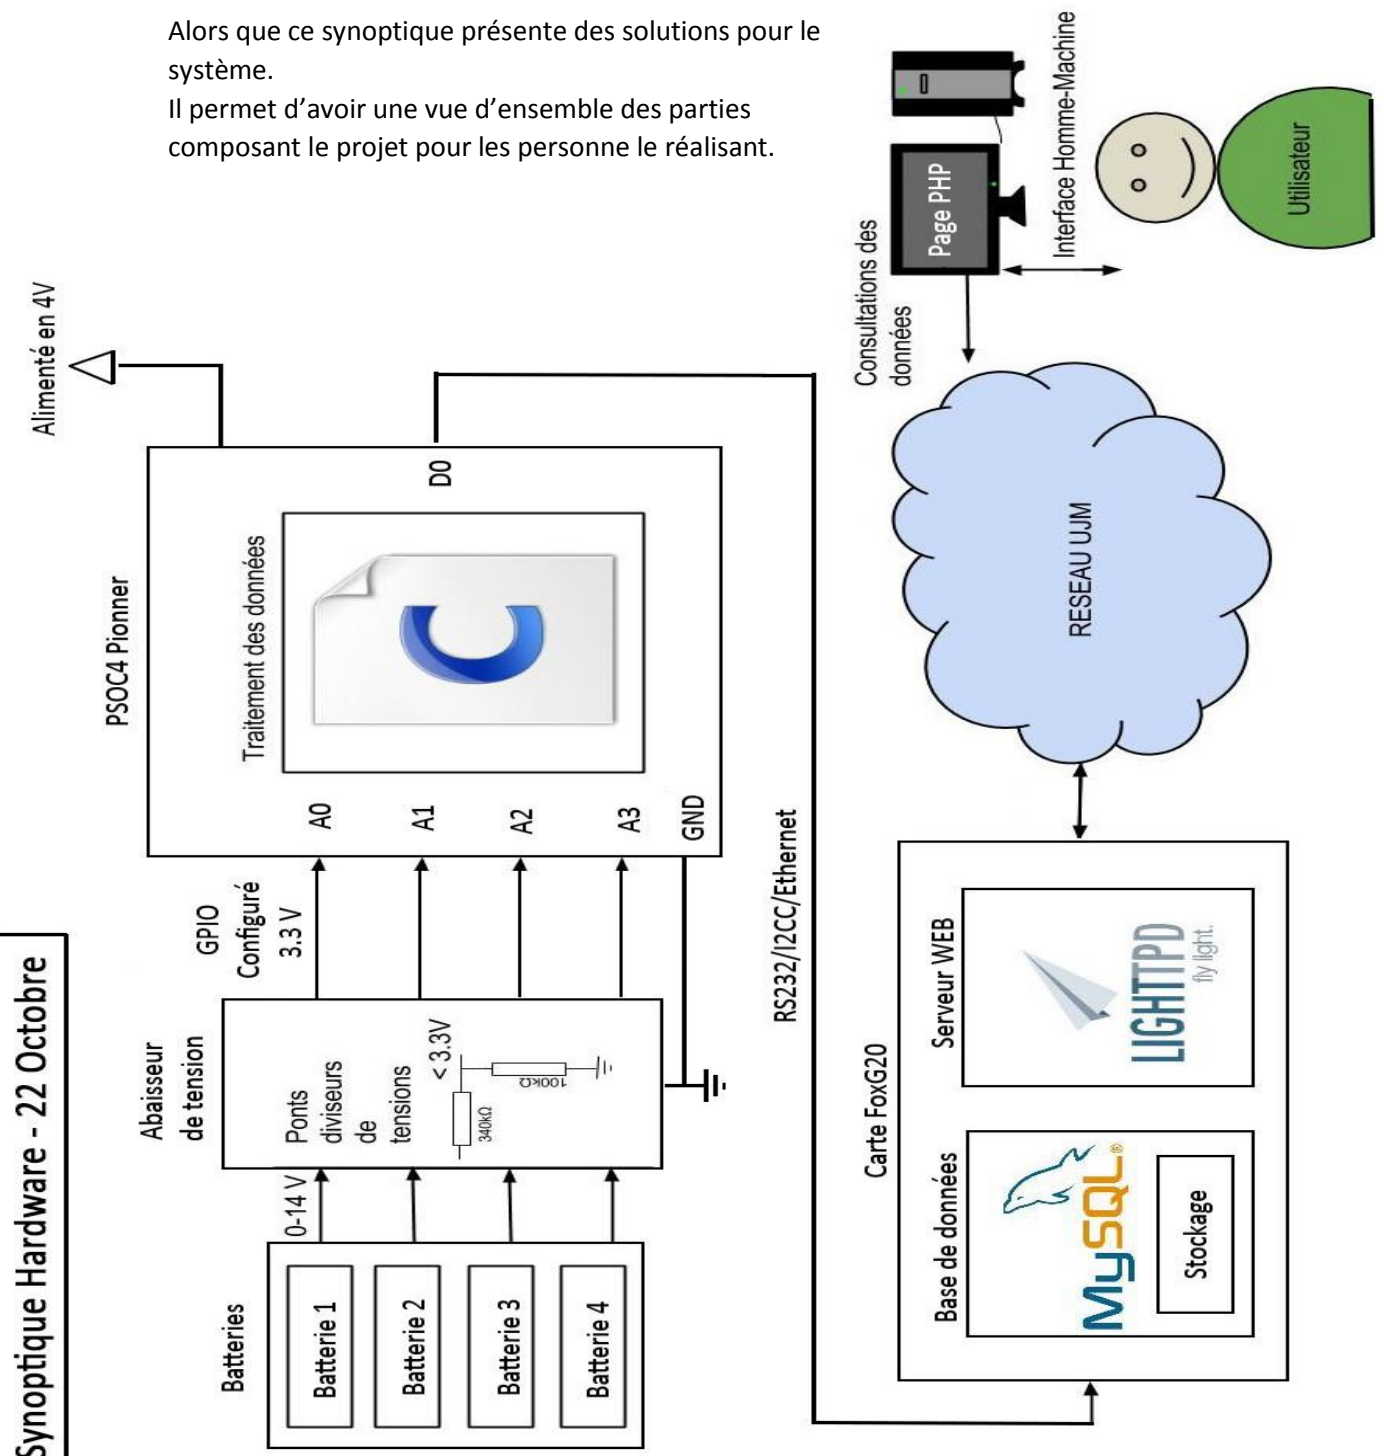 Alors que ce synoptique présente des solutions pour le
système.
Il permet d’avoir une vue d’ensemble des parties
composant le projet pour les personne le réalisant.
Synoptique Hardware - 22 Octobre
Batteries
Batterie 1
Batterie 2
Batterie 3
Batterie 4
0-14 V
Abaisseur
de tension
Ponts
diviseurs
de
tensions
< 3.3V
340kΩ
100kΩ
GPIO
Configuré
3.3 V
PSOC4 Pionner
A0
A1
A2
A3
GND
Traitement des données
C
D0
Alimenté en 4V
RS232/I2CC/Ethernet
Carte FoxG20
Base de données
MySQL®
Stockage
Serveur WEB
LIGHTTPD
fly light.
RESEAU UJM
Consultations des
données
Page PHP
Interface Homme-Machine
Utilisateur